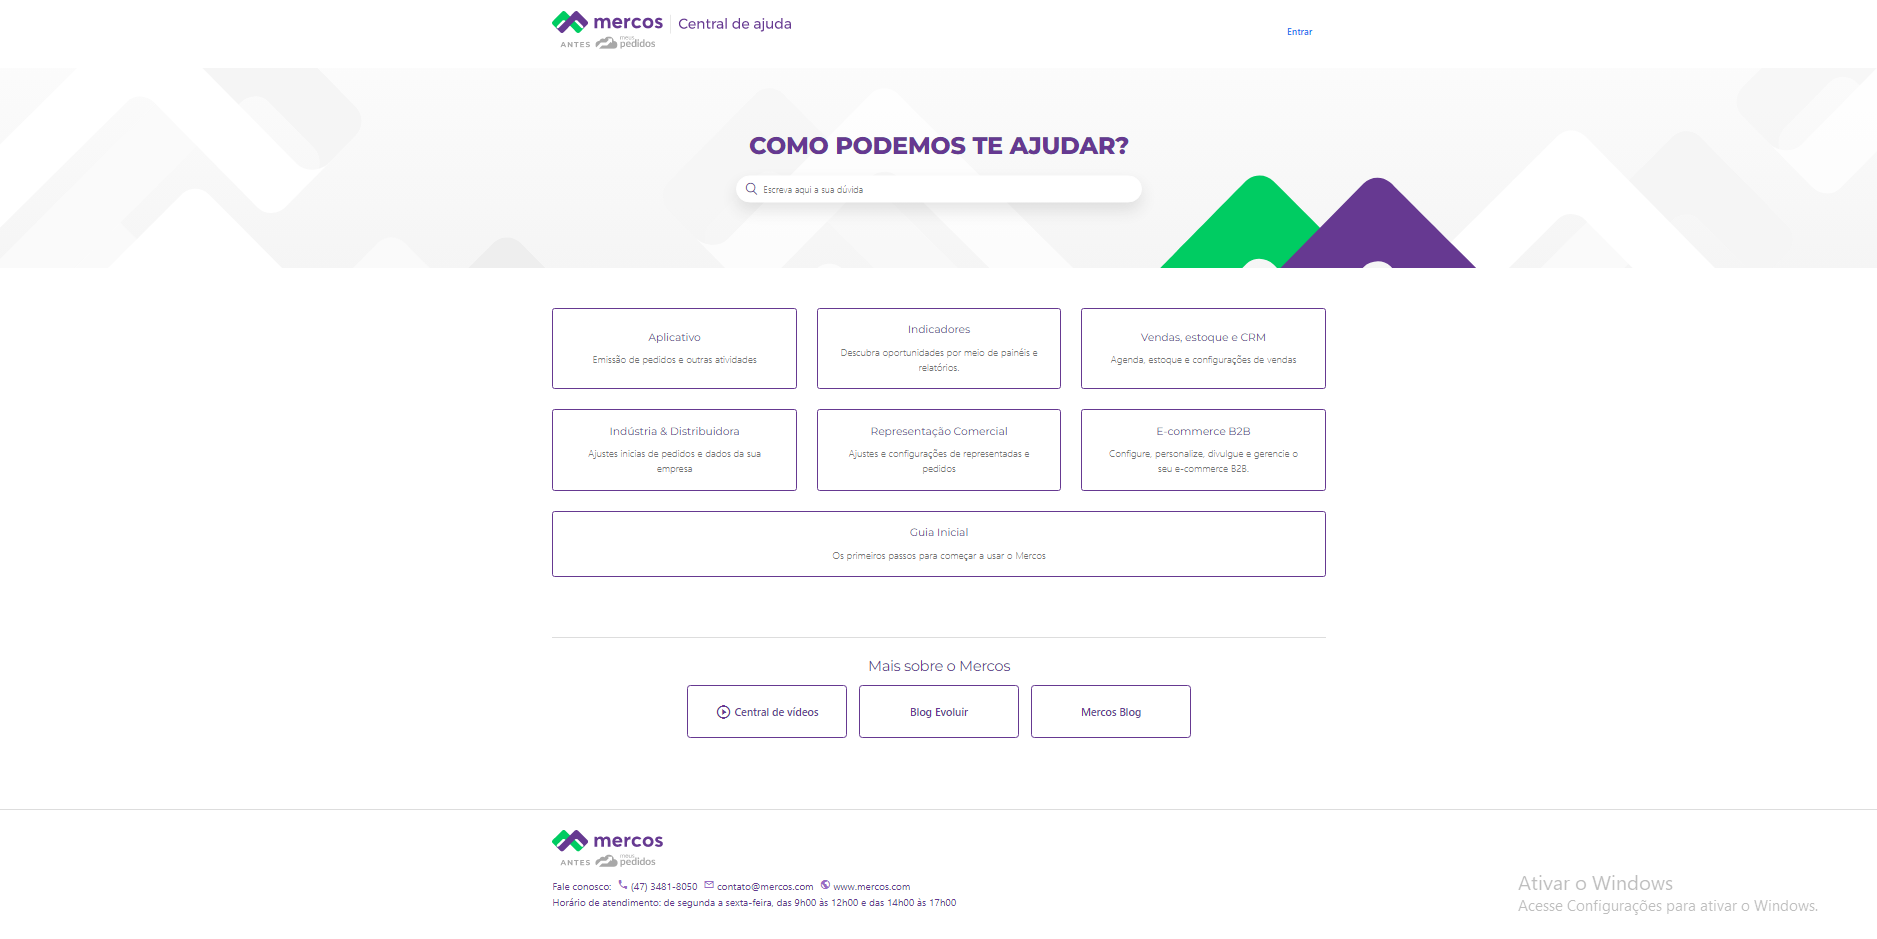 mercos
Central de ajuda
ANTES meus pedidos
Entrar
COMO PODEMOS TE AJUDAR?
Escreva aqui a sua dúvida
Aplicativo
Emissão de pedidos e outras atividades
Indicadores
Descubra oportunidades por meio de painéis e
relatórios.
Vendas, estoque e CRM
Agenda, estoque e configurações de vendas
Indústria & Distribuidora
Ajustes inicias de pedidos e dados da sua
empresa
Representação Comercial
Ajustes e configurações de representadas e
pedidos
E-commerce B2B
Configure, personalize, divulgue e gerencie o
seu e-commerce B2B.
Guia Inicial
Os primeiros passos para começar a usar o Mercos
Mais sobre o Mercos
Central de vídeos
Blog Evoluir
Mercos Blog
mercos
ANTES meus pedidos
Fale conosco: (47) 3481-8050 contato@mercos.com www.mercos.com
Horário de atendimento: de segunda a sexta-feira, das 9h00 às 12h00 e das 14h00 às 17h00
Ativar o Windows
Acesse Configurações para ativar o Windows.